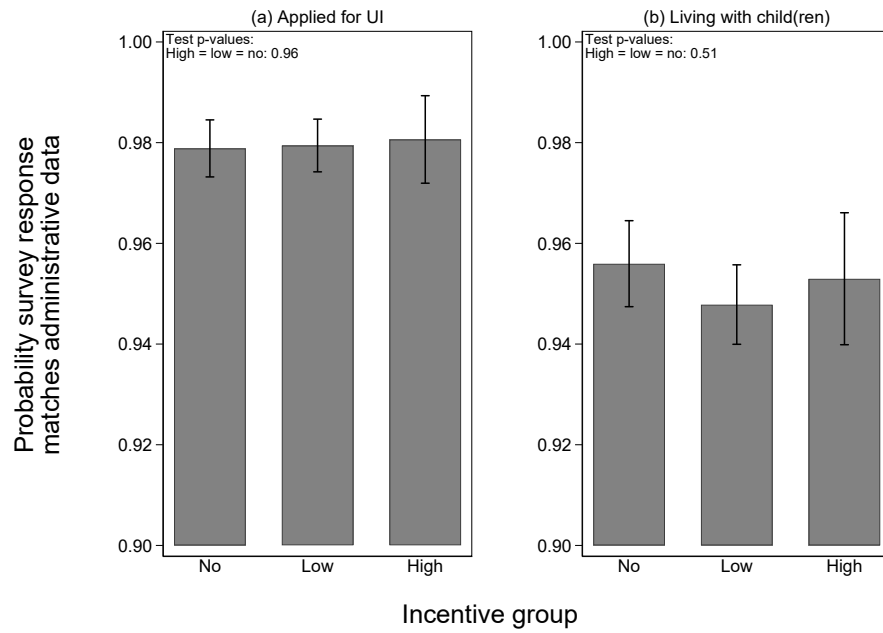 (a) Applied for UI
Test p-values:
High = low = no: 0.96
1.00
0.98
0.96
0.94
0.92
0.90
No Low High
(b) Living with child(ren)
Test p-values:
High = low = no: 0.51
1.00
0.98
0.96
0.94
0.92
0.90
No Low High
Probability survey response
matches administrative data
Incentive group